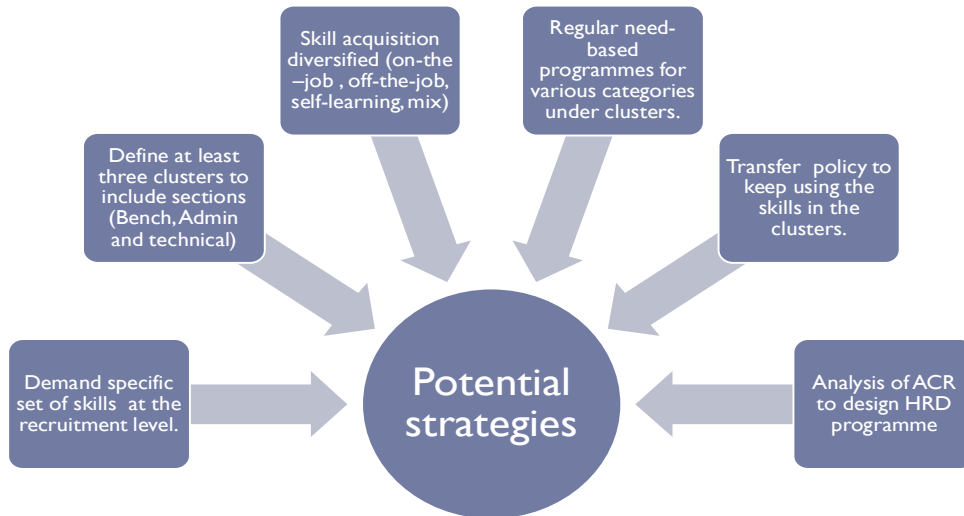 Skill acquisition
diversified (on-the
–job , off-the-job,
self-learning, mix)
Regular need-
based
programmes for
various categories
under clusters.
Define at least
three clusters to
include sections
(Bench, Admin
and technical)
Transfer policy to
keep using the
skills in the
clusters.
Demand specific
set of skills at the
recruitment level.
Potential
strategies
Analysis of ACR
to design HRD
programme